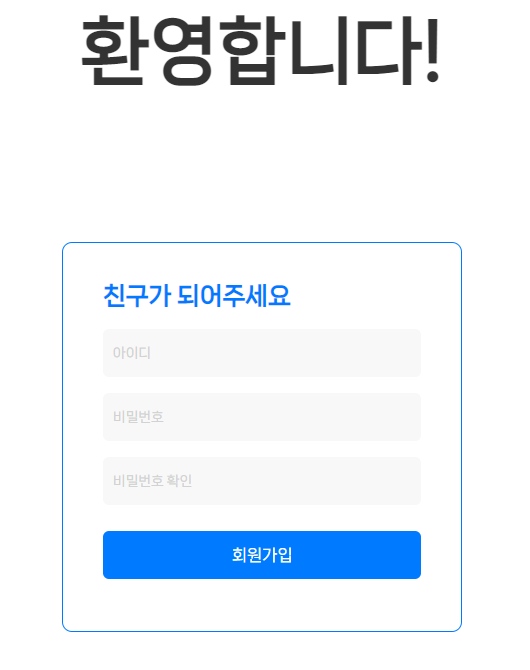 환영합니다!
친구가 되어주세요
아이디
비밀번호
비밀번호 확인
회원가입